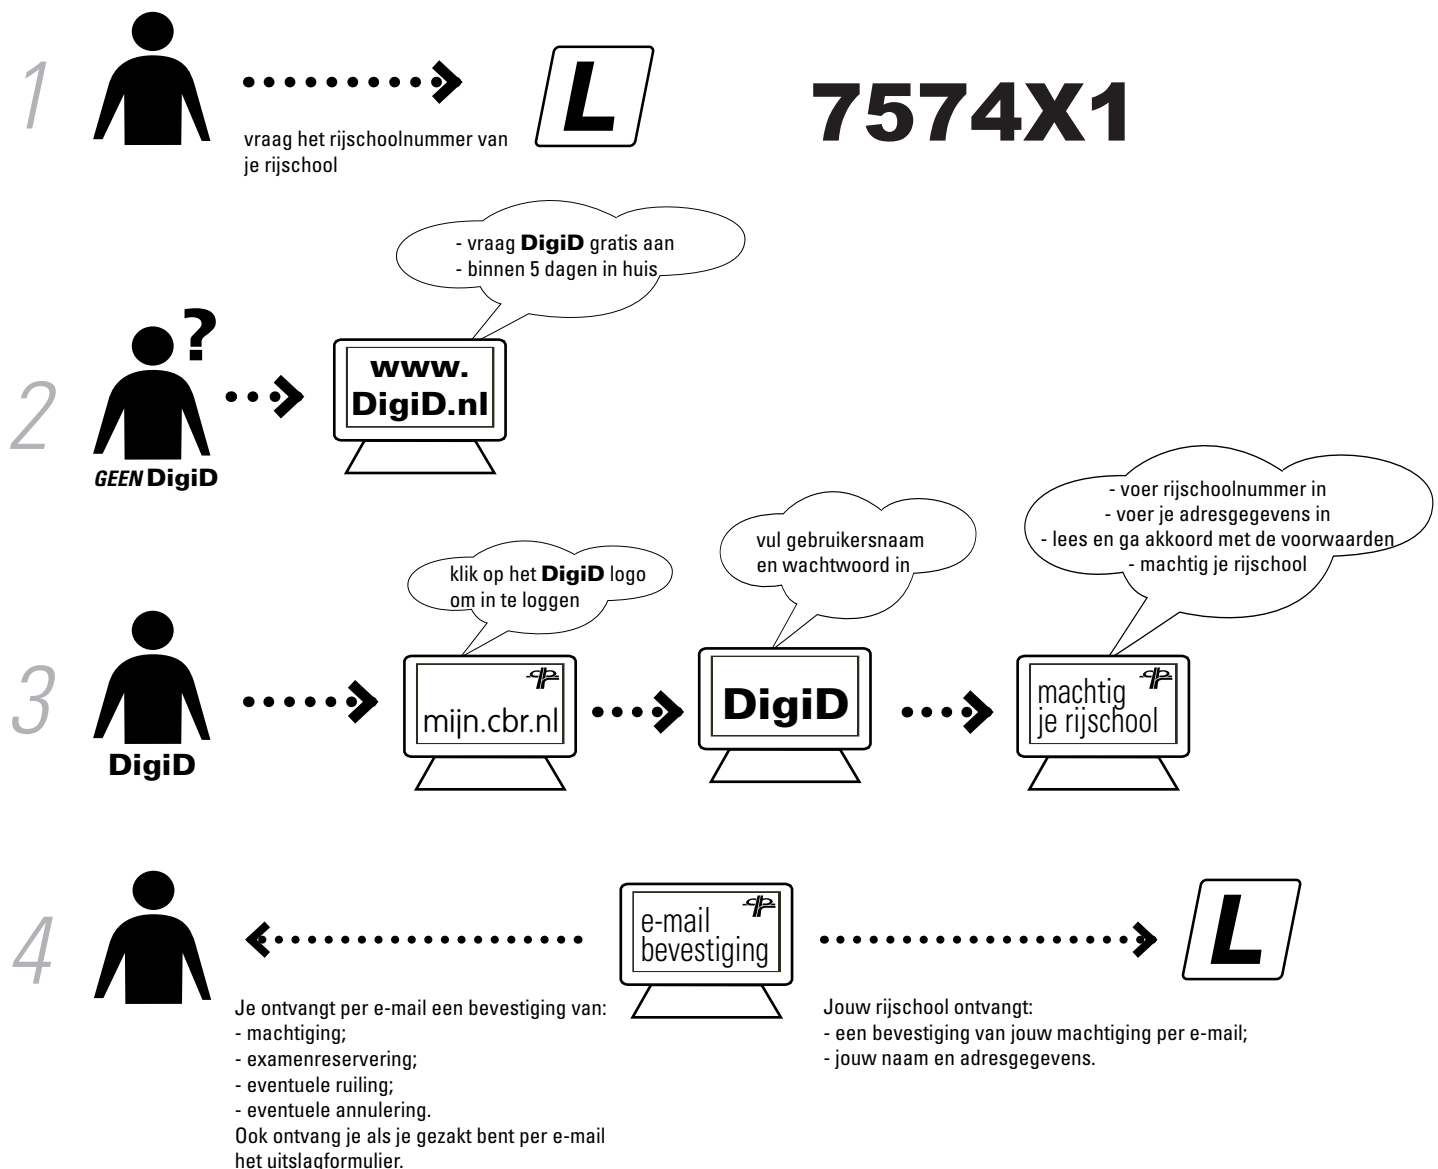 1
vraag het rijschoolnummer van
je rijschool
L
7574X1
- vraag DigiD gratis aan
- binnen 5 dagen in huis
2
?
GEEN DigiD
www.
DigiD.nl
3
DigiD
klik op het DigiD logo
om in te loggen
mijn.cbr.nl
vul gebruikersnaam
en wachtwoord in
DigiD
- voer rijschoolnummer in
- voer je adresgegevens in
- lees en ga akkoord met de voorwaarden
- machtig je rijschool
machtig
je rijschool
4
e-mail
bevestiging
L
Je ontvangt per e-mail een bevestiging van:
- machtiging;
- examenreservering;
- eventuele ruiling;
- eventuele annulering.
Ook ontvang je als je gezakt bent per e-mail
het uitslagformulier.
Jouw rijschool ontvangt:
- een bevestiging van jouw machtiging per e-mail;
- jouw naam en adresgegevens.